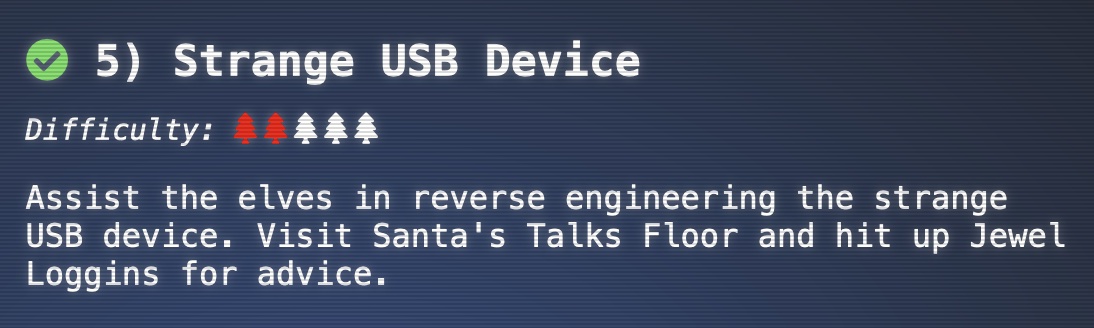 5) Strange USB Device
Difficulty:
Assist the elves in reverse engineering the strange
USB device. Visit Santa's Talks Floor and hit up Jewel
Loggins for advice.